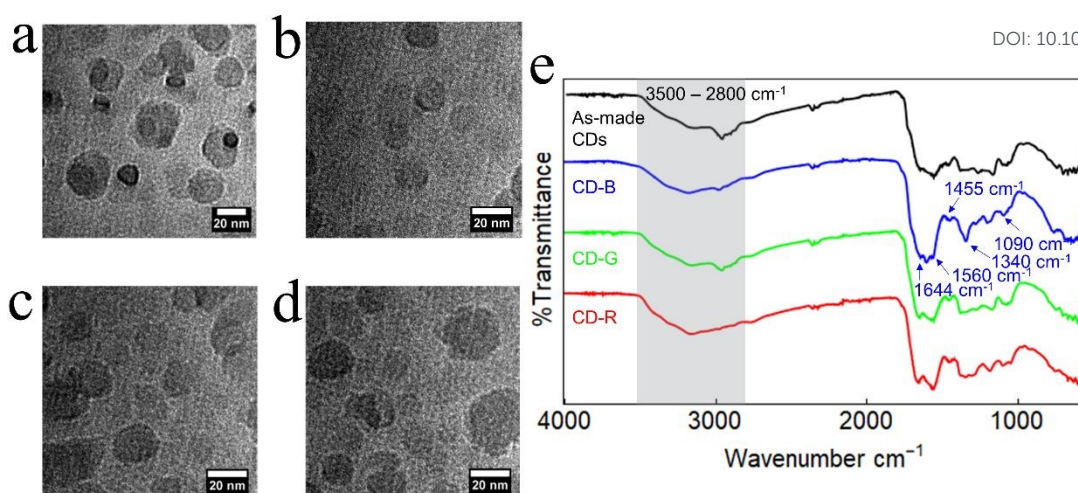 a
20 nm
b
20 nm
c
20 nm
d
20 nm
DOI: 10.10
e
3500 – 2800 cm⁻¹
As-made
CDs
CD-B
CD-G
CD-R
1455 cm⁻¹
1090 cm⁻
1340 cm⁻¹
1560 cm⁻¹
1644 cm⁻¹
%Transmittance
4000
3000
2000
1000
Wavenumber cm⁻¹